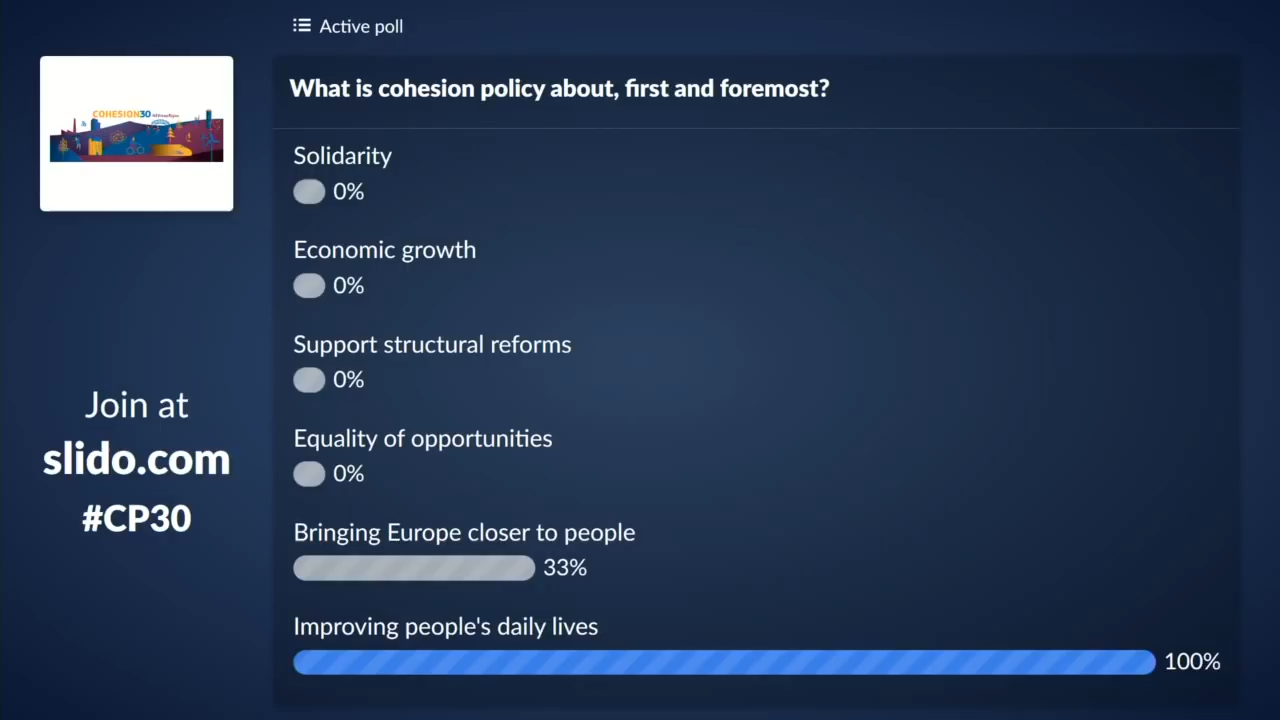 Active poll
COHESION30
What is cohesion policy about, first and foremost?
Solidarity
0%
Economic growth
0%
Support structural reforms
0%
Equality of opportunities
0%
Bringing Europe closer to people
33%
Improving people's daily lives
100%
Join at
slido.com
#CP30